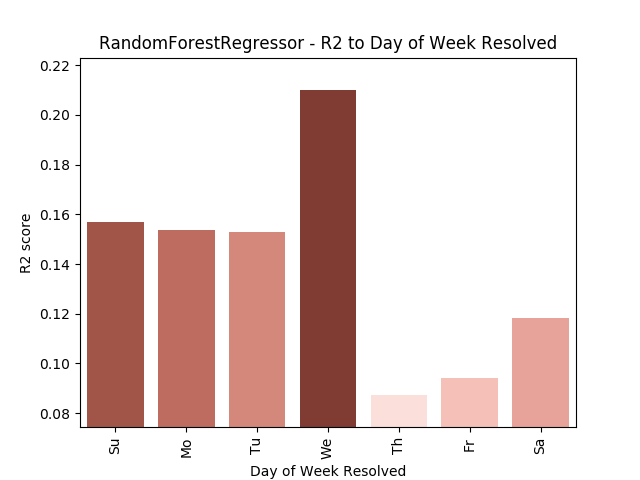 RandomForestRegressor - R2 to Day of Week Resolved
0.22
0.20
0.18
0.16
0.14
0.12
0.10
0.08
R2 score
Su
Mo
Tu
We
Th
Fr
Sa
Day of Week Resolved